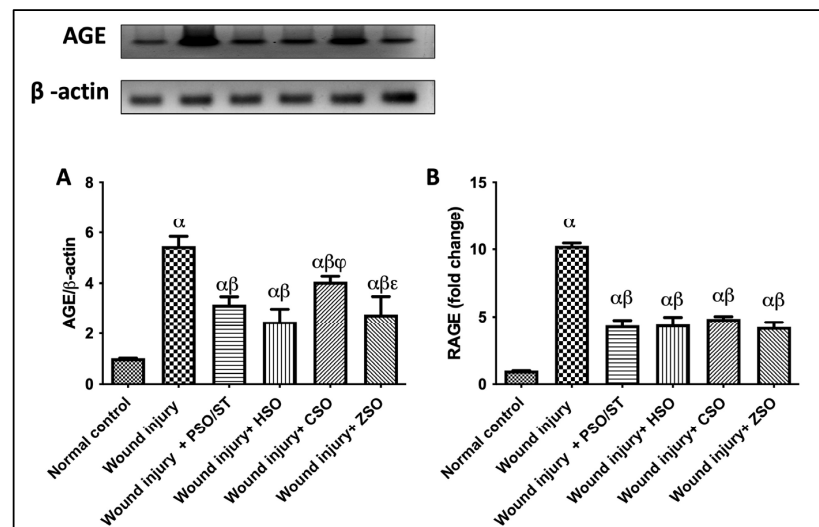 AGE
β -actin
A
8
6
4
2
0
AGE/β-actin
α
αβ
αβ
αβφ
αβε
Normal control
Wound injury
Wound injury + PSO/ST
Wound injury+ HSO
Wound injury+ CSO
Wound injury+ ZSO
B
15
10
5
0
RAGE (fold change)
α
αβ
αβ
αβ
αβ
Normal control
Wound injury
Wound injury + PSO/ST
Wound injury+ HSO
Wound injury+ CSO
Wound injury+ ZSO